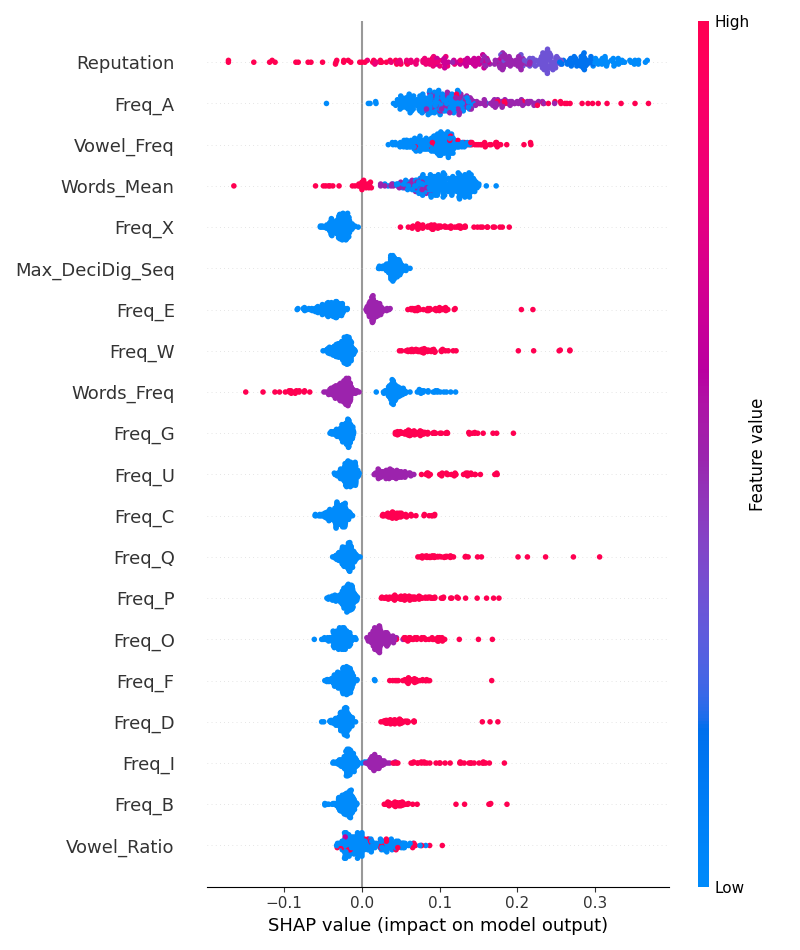 High
Reputation
Freq_A
Vowel_Freq
Words_Mean
Freq_X
Max_DeciDig_Seq
Freq_E
Freq_W
Words_Freq
Freq_G
Freq_U
Freq_C
Freq_Q
Freq_P
Freq_O
Freq_F
Freq_D
Freq_I
Freq_B
Vowel_Ratio
Feature value
Low
−0.1 0.0 0.1 0.2 0.3
SHAP value (impact on model output)